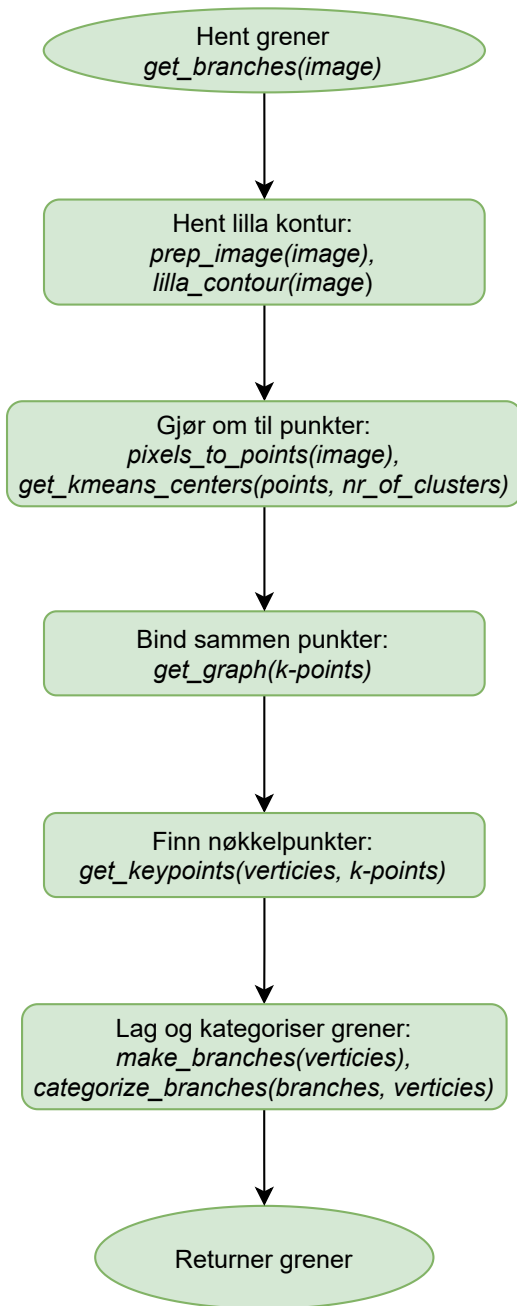 Hent grener
get_branches(image)
Hent lilla kontur:
prep_image(image),
lilla_contour(image)
Gjør om til punkter:
pixels_to_points(image),
get_kmeans_centers(points, nr_of_clusters)
Bind sammen punkter:
get_graph(k-points)
Finn nøkkelpunkter:
get_keypoints(verticies, k-points)
Lag og kategoriser grener:
make_branches(verticies),
categorize_branches(branches, verticies)
Returner grener